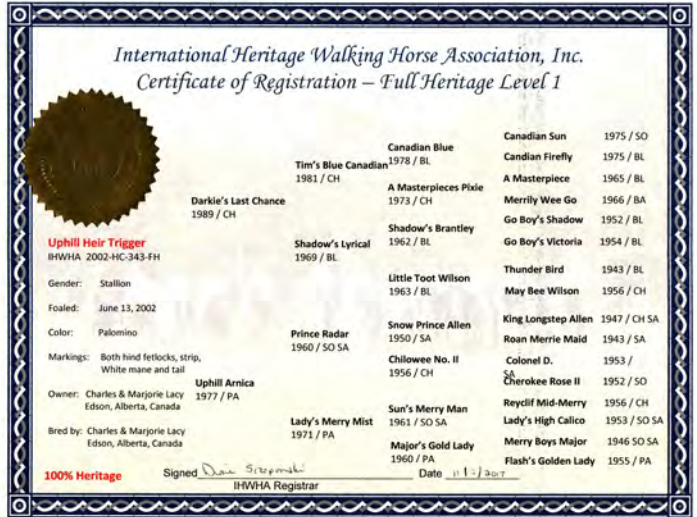 International Heritage Walking Horse Association, Inc.
Certificate of Registration – Full Heritage Level 1
Uphill Heir Trigger
IHWHA 2002-HC-343-FH
Gender: Stallion
Foaled: June 13, 2002
Color: Palomino
Markings: Both hind fetlocks, strip,
White mane and tail
Owner: Charles & Marjorie Lacy
Edson, Alberta, Canada
Bred by: Charles & Marjorie Lacy
Edson, Alberta, Canada
100% Heritage
Darkie's Last Chance
1989 / CH
Uphill Arnica
1977 / PA
Tim's Blue Canadian
1981 / CH
Shadow's Lyrical
1969 / BL
Prince Radar
1960 / SO SA
Lady's Merry Mist
1971 / PA
Canadian Blue
1978 / BL
A Masterpieces Pixie
1973 / CH
Shadow's Brantley
1962 / BL
Little Toot Wilson
1963 / BL
Snow Prince Allen
1950 / SA
Chilowee No. II
1956 / CH
Sun's Merry Man
1961 / SO SA
Major's Gold Lady
1960 / PA
Canadian Sun 1975 / SO
Candian Firefly 1975 / BL
A Masterpiece 1965 / BL
Merrily Wee Go 1966 / BA
Go Boy's Shadow 1952 / BL
Go Boy's Victoria 1954 / BL
Thunder Bird 1943 / BL
May Bee Wilson 1956 / CH
King Longstep Allen 1947 / CH SA
Roan Merrie Maid 1943 / SA
Colonel D. 1953 /
SA
Cherokee Rose II 1952 / SO
Reyclif Mid-Merry 1956 / CH
Lady's High Calico 1953 / SO SA
Merry Boys Major 1946 SO SA
Flash's Golden Lady 1955 / PA
Signed Date
IHWHA Registrar